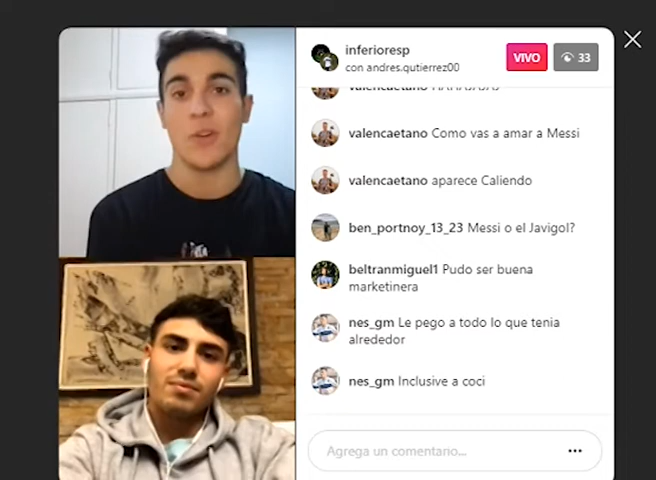 inferioresp
con andres.gutierrez00
VIVO
33
valencaetano
valencaetano Como vas a amar a Messi
valencaetano aparece Caliendo
ben_portnoy_13_23 Messi o el Javigol?
beltranmiguel1 Pudo ser buena
marketinera
nes_gm Le pego a todo lo que tenia
alrededor
nes_gm Inclusive a coci
Agrega un comentario...